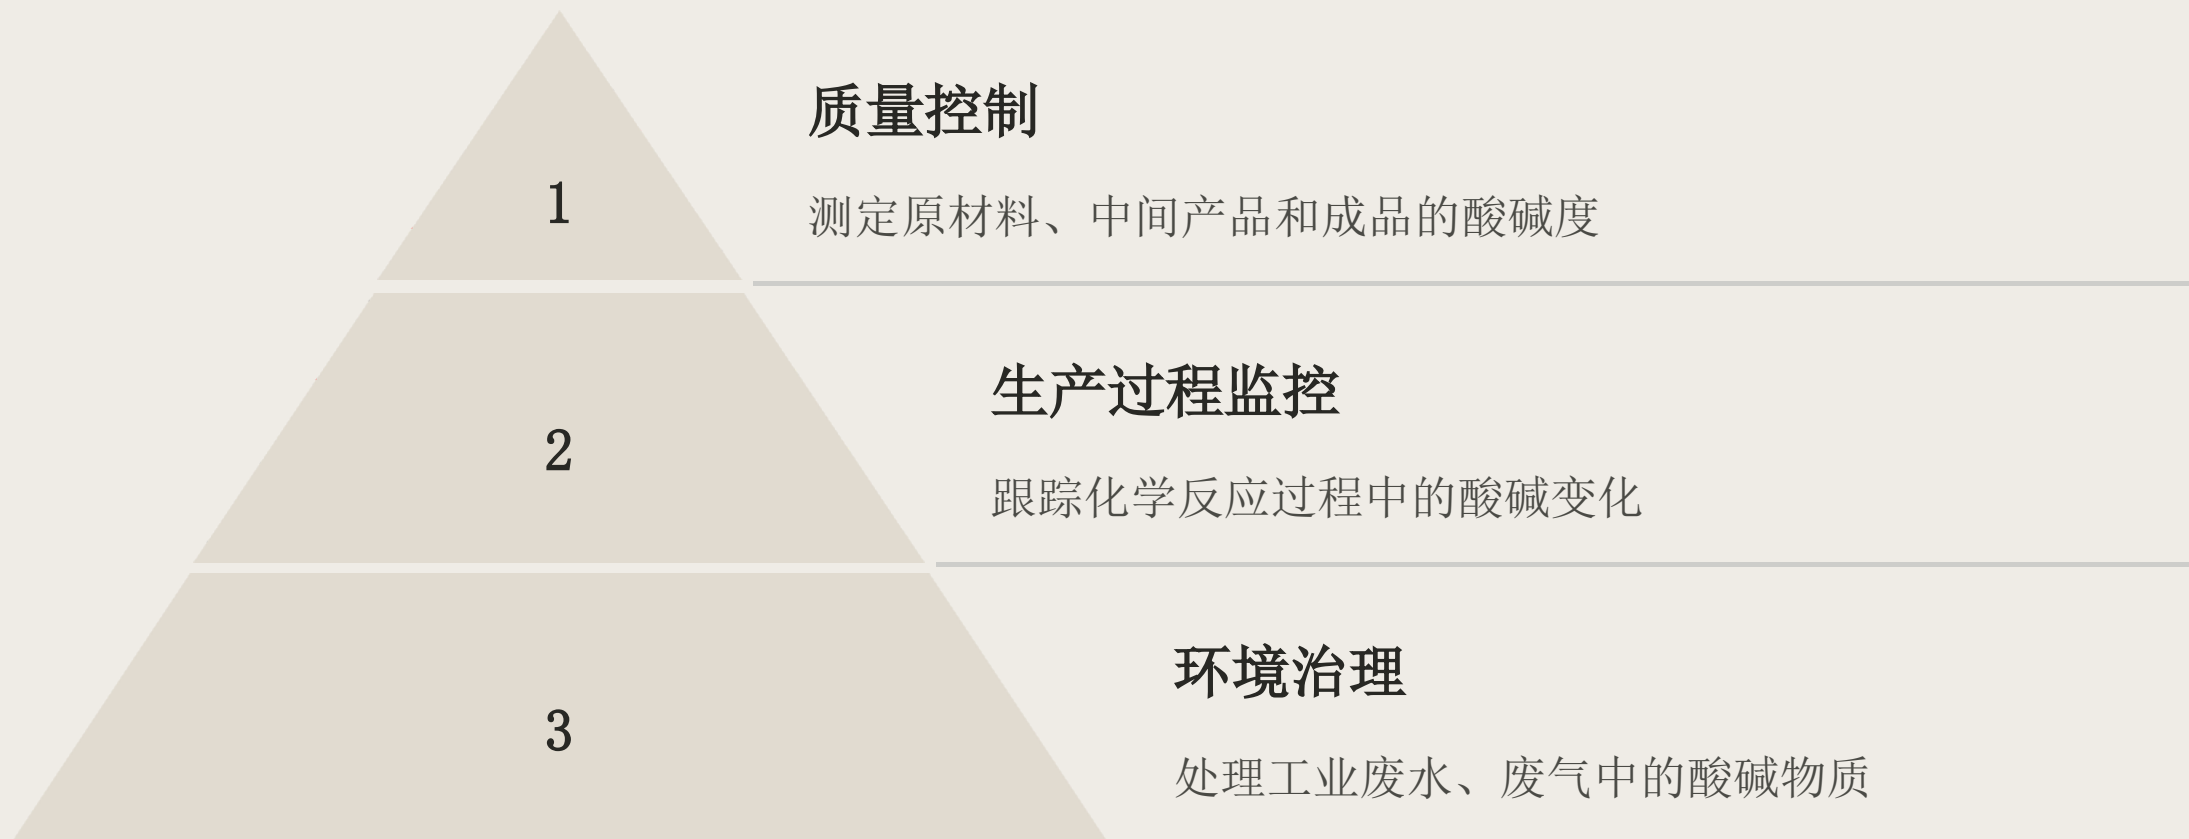 质量控制
1
测定原材料、中间产品和成品的酸碱度
生产过程监控
2
跟踪化学反应过程中的酸碱变化
环境治理
3
处理工业废水、废气中的酸碱物质